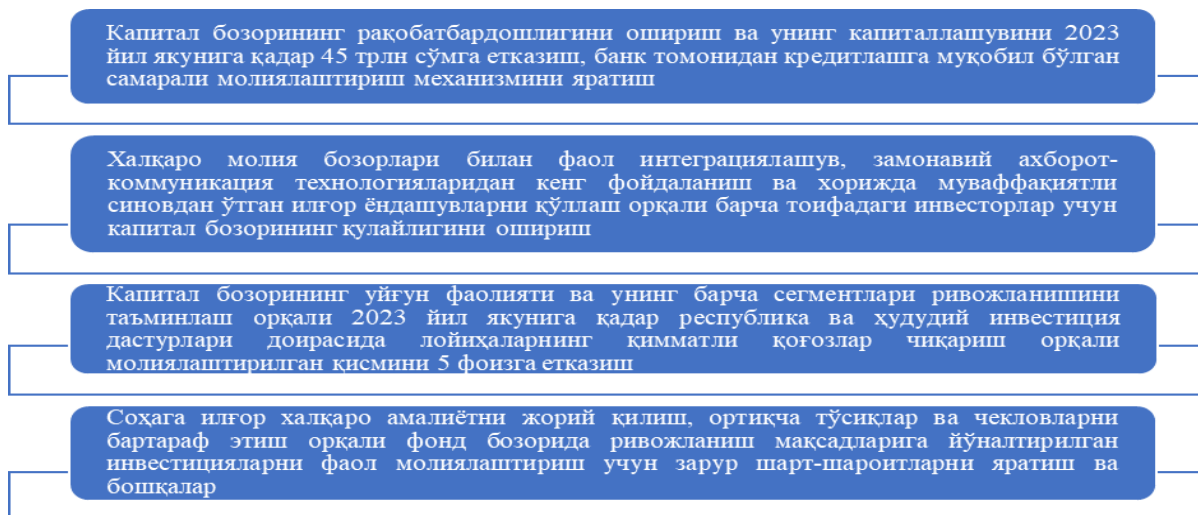 Капитал бозорининг рақобатбардошлигини ошириш ва унинг капиталлашувини 2023
йил якунига қадар 45 трлн сўмга етказиш, банк томонидан кредитлашга муқобил бўлган
самарали молиялаштириш механизмини яратиш
Халқаро молия бозорлари билан фаол интеграциялашув, замонавий ахборот-
коммуникация технологияларидан кенг фойдаланиш ва хорижда муваффақиятли
синовдан ўтган илғор ёндашувларни қўллаш орқали барча тоифадаги инвесторлар учун
капитал бозорининг қулайлигини ошириш
Капитал бозорининг уйғун фаолияти ва унинг барча сегментлари ривожланишини
таъминлаш орқали 2023 йил якунига қадар республика ва ҳудудий инвестиция
дастурлари доирасида лойиҳаларнинг қимматли қоғозлар чиқариш орқали
молиялаштирилган қисмини 5 фоизга етказиш
Соҳага илғор халқаро амалиётни жорий қилиш, ортиқча тўсиқлар ва чекловларни
бартараф этиш орқали фонд бозорида ривожланиш мақсадларига йўналтирилган
инвестицияларни фаол молиялаштириш учун зарур шарт-шароитларни яратиш ва
бошқалар